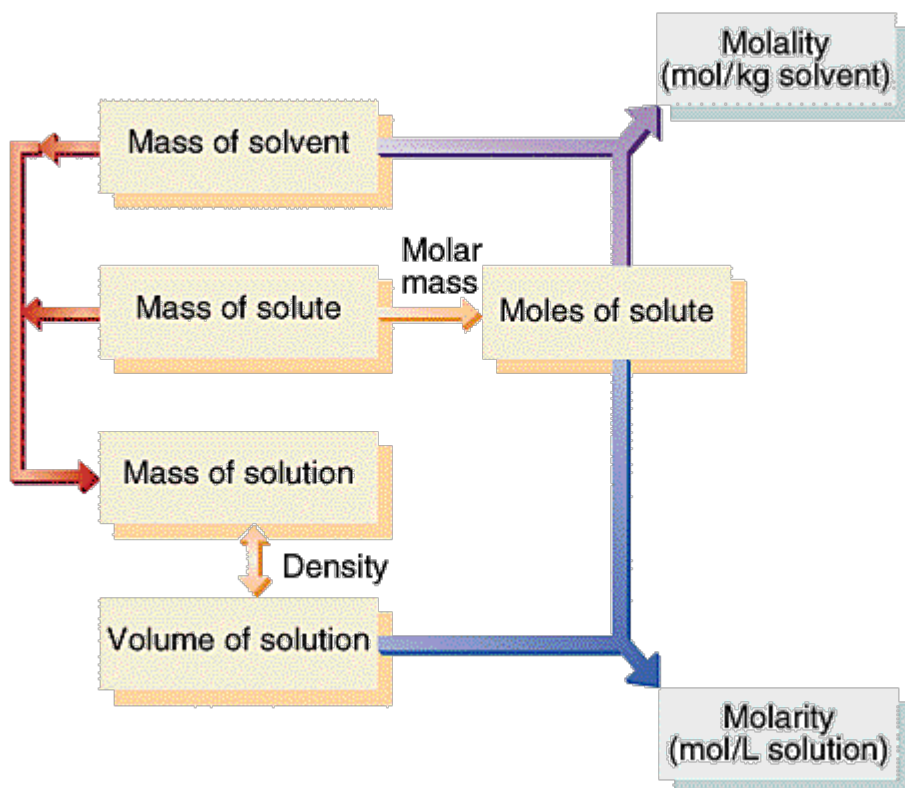 Molality
(mol/kg solvent)
Mass of solvent
Molar
mass
Mass of solute
Moles of solute
Mass of solution
Density
Volume of solution
Molarity
(mol/L solution)